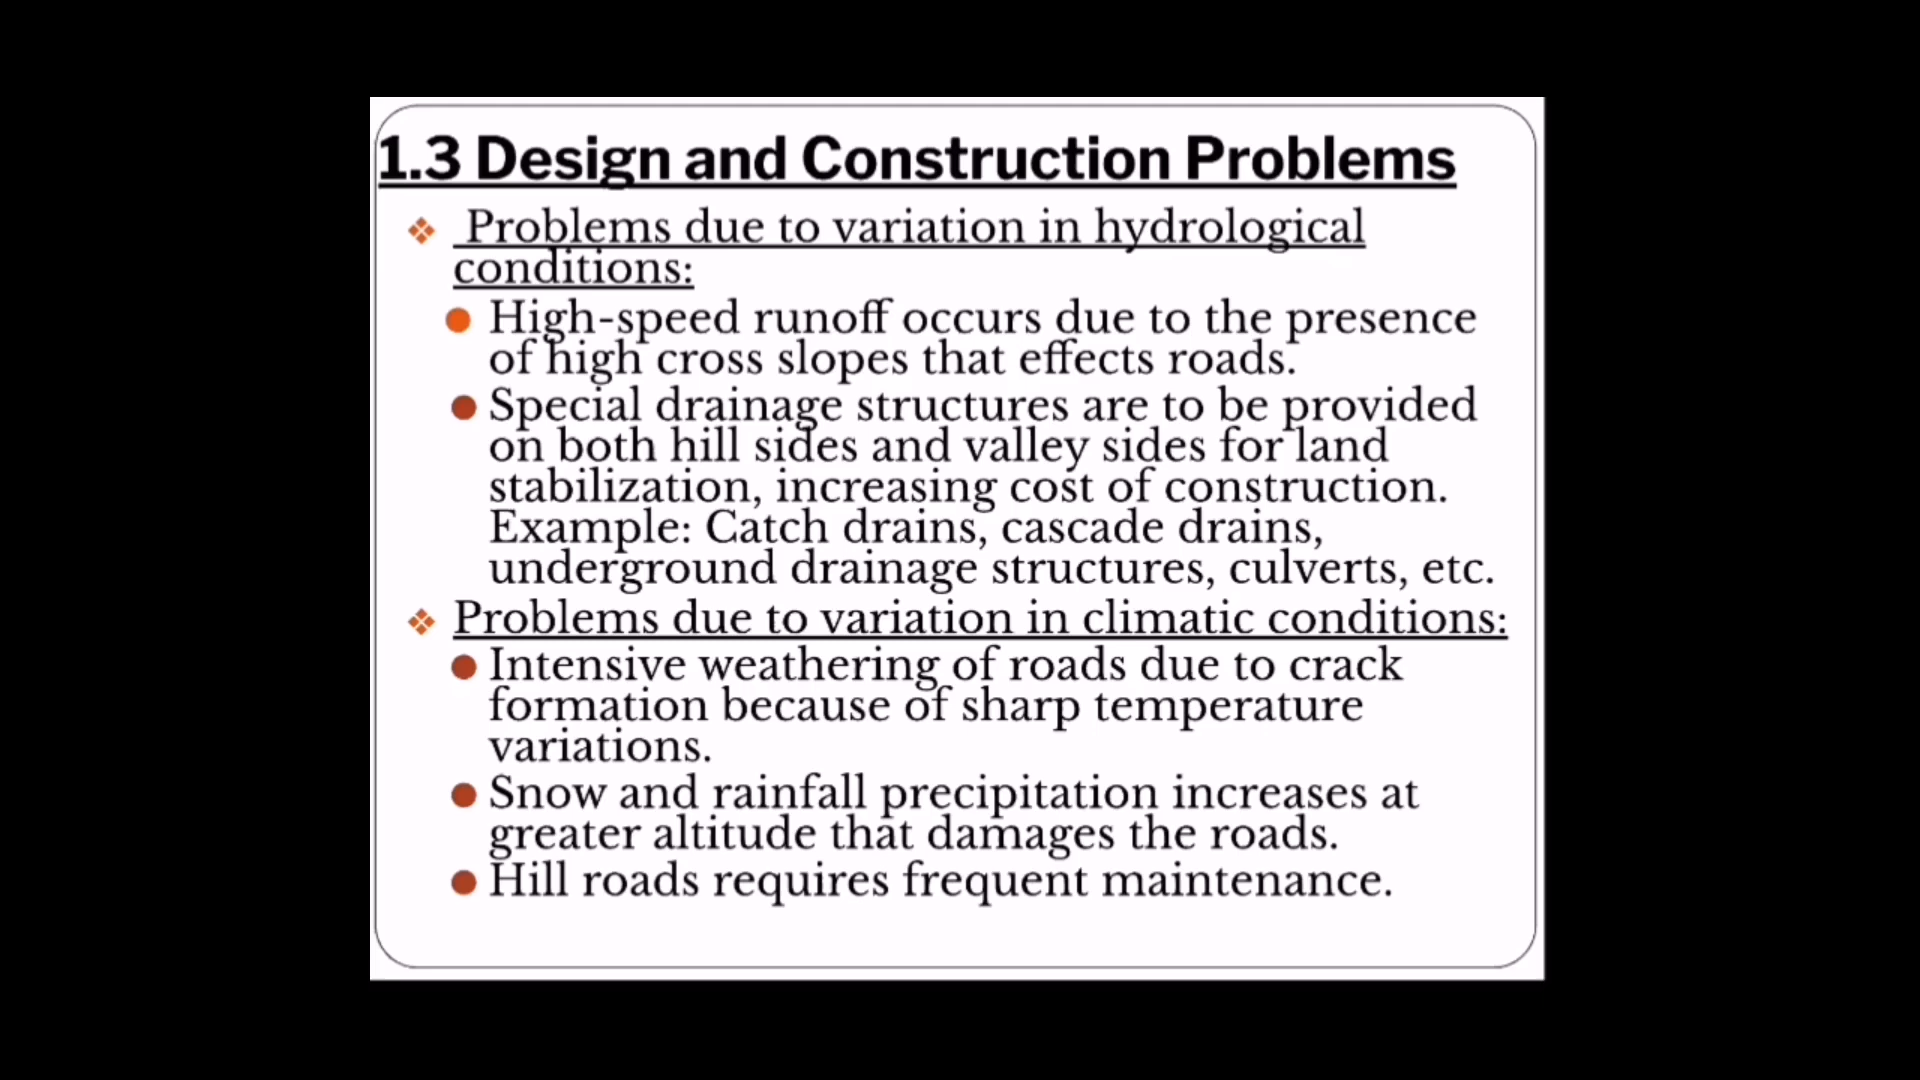 1.3 Design and Construction Problems
Problems due to variation in hydrological
conditions:
High-speed runoff occurs due to the presence
of high cross slopes that effects roads.
Special drainage structures are to be provided
on both hill sides and valley sides for land
stabilization, increasing cost of construction.
Example: Catch drains, cascade drains,
underground drainage structures, culverts, etc.
Problems due to variation in climatic conditions:
Intensive weathering of roads due to crack
formation because of sharp temperature
variations.
Snow and rainfall precipitation increases at
greater altitude that damages the roads.
Hill roads requires frequent maintenance.